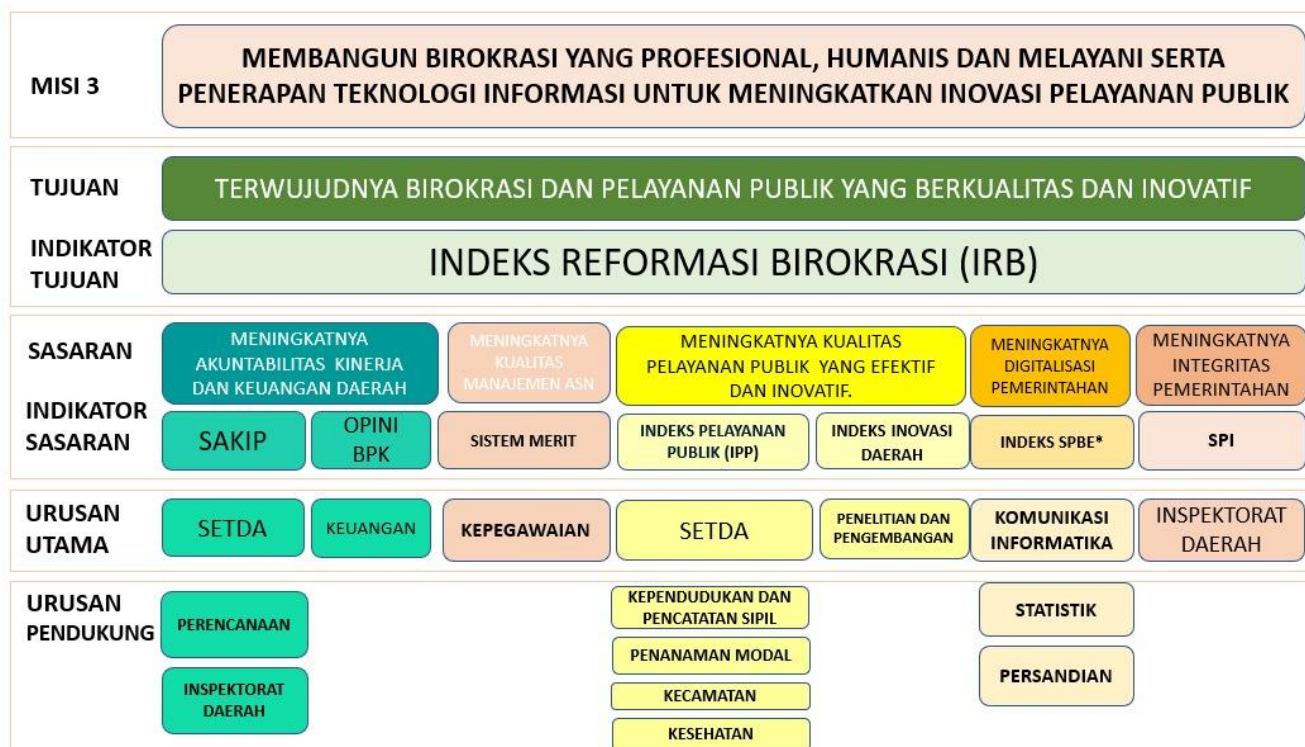 MISI 3
MEMBANGUN BIROKRASI YANG PROFESIONAL, HUMANIS DAN MELAYANI SERTA
PENERAPAN TEKNOLOGI INFORMASI UNTUK MENINGKATKAN INOVASI PELAYANAN PUBLIK
TUJUAN
TERWUJUDNYA BIROKRASI DAN PELAYANAN PUBLIK YANG BERKUALITAS DAN INOVATIF
INDIKATOR
TUJUAN
INDEKS REFORMASI BIROKRASI (IRB)
SASARAN
MENINGKATNYA
AKUNTABILITAS KINERJA
DAN KEUANGAN DAERAH
MENINGKATNYA
KUALITAS
MANAJEMEN ASN
MENINGKATNYA KUALITAS
PELAYANAN PUBLIK YANG EFEKTIF
DAN INOVATIF.
MENINGKATNYA
DIGITALISASI
PEMERINTAHAN
MENINGKATNYA
INTEGRITAS
PEMERINTAHAN
INDIKATOR
SASARAN
SAKIP
OPINI
BPK
SISTEM MERIT
INDEKS PELAYANAN
PUBLIK (IPP)
INDEKS INOVASI
DAERAH
INDEKS SPBE*
SPI
URUSAN
UTAMA
SETDA
KEUANGAN
KEPEGAWAIAN
SETDA
PENELITIAN DAN
PENGEMBANGAN
KOMUNIKASI
INFORMATIKA
INSPEKTORAT
DAERAH
URUSAN
PENDUKUNG
PERENCANAAN
INSPEKTORAT
DAERAH
KEPENDUDUKAN DAN
PENCATATAN SIPIL
PENANAMAN MODAL
KECAMATAN
KESEHATAN
STATISTIK
PERSANDIAN